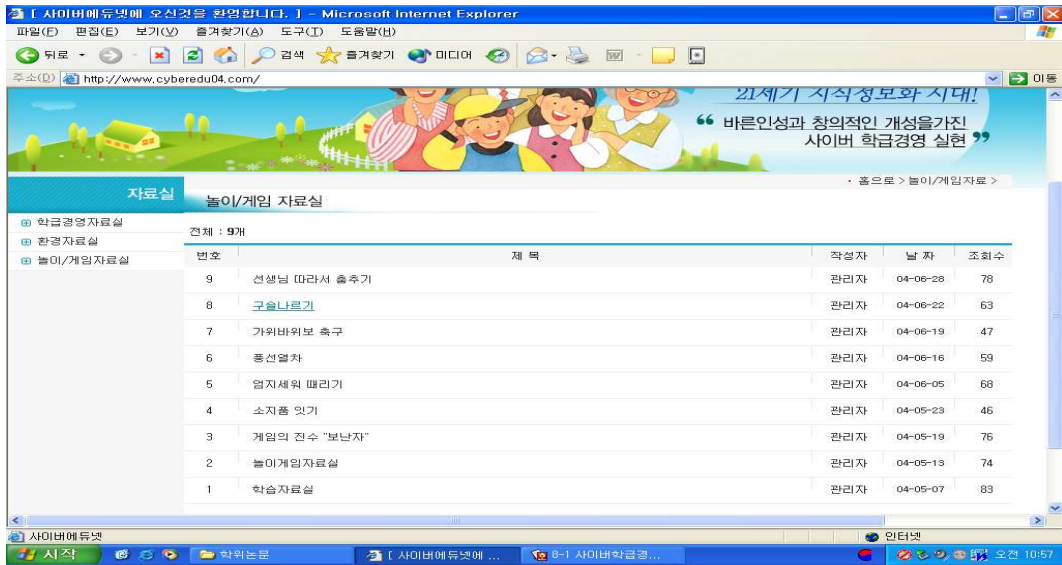 [ 사이버에듀넷에 오신것을 환영합니다. ] - Microsoft Internet Explorer
파일(F) 편집(E) 보기(V) 즐겨찾기(A) 도구(T) 도움말(H)
뒤로 검색 즐겨찾기 미디어
주소(D) http://www.cyberedu04.com/ 이동
21세기 지식정보화 시대!
“ 바른인성과 창의적인 개성을가진
사이버 학급경영 실현 ”
· 홈으로 > 놀이/게임자료 >
자료실
놀이/게임 자료실
학급경영자료실
환경자료실
놀이/게임자료실
전체 : 9개
번호 제 목 작성자 날 짜 조회수
9 선생님 따라서 춤추기 관리자 04-06-28 78
8 구슬나르기 관리자 04-06-22 63
7 가위바위보 축구 관리자 04-06-19 47
6 풍선열차 관리자 04-06-16 59
5 엄지세워 때리기 관리자 04-06-05 68
4 소지품 잇기 관리자 04-05-23 46
3 게임의 진수 "보난자" 관리자 04-05-19 76
2 놀이게임자료실 관리자 04-05-13 74
1 학습자료실 관리자 04-05-07 83
사이버에듀넷 인터넷
시작 학위논문 [ 사이버에듀넷에 ... 8-1 사이버학급경... 오전 10:57